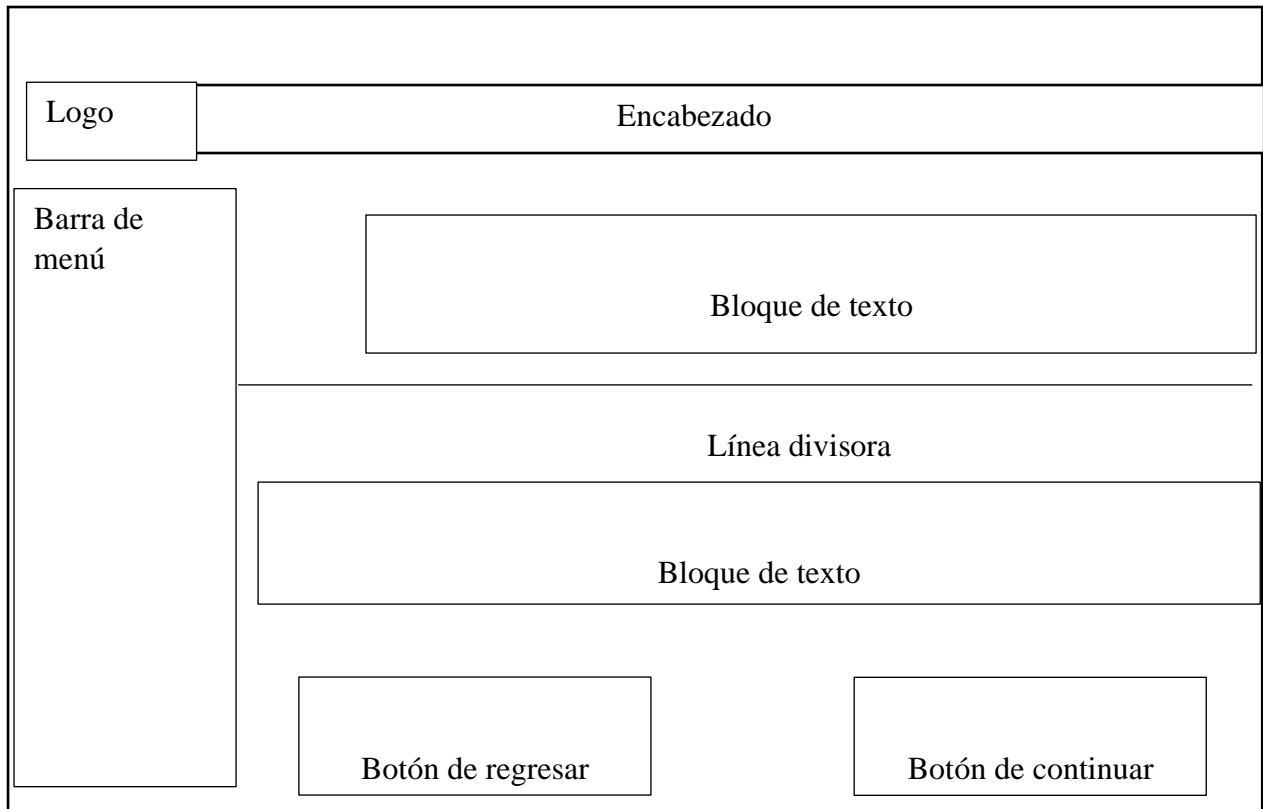 Logo
Encabezado
Barra de
menú
Bloque de texto
Línea divisora
Bloque de texto
Botón de regresar
Botón de continuar